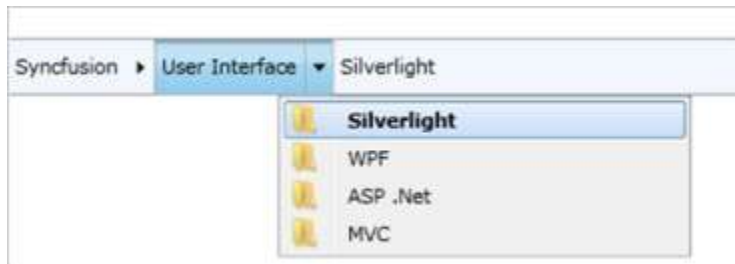 Syncfusion User Interface Silverlight
Silverlight
WPF
ASP .Net
MVC